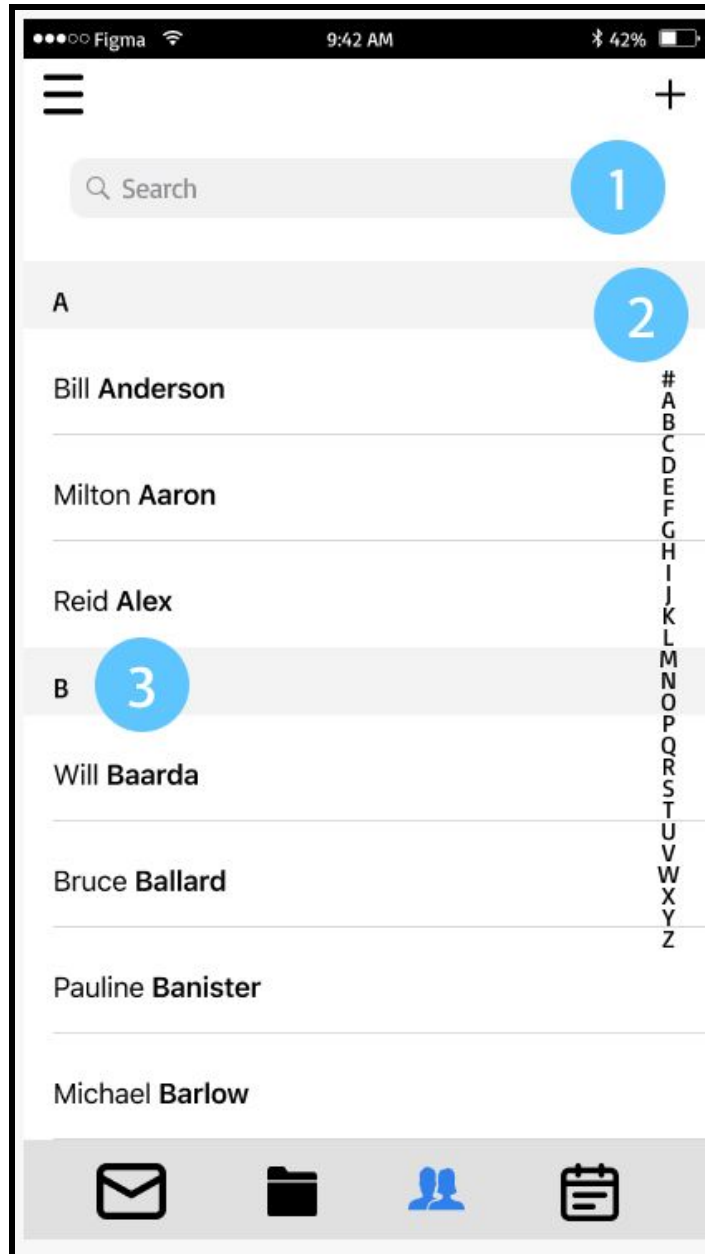 Figma 9:42 AM 42%
+
Search 1
A 2
Bill Anderson
Milton Aaron
Reid Alex
B 3
Will Baarda
Bruce Ballard
Pauline Banister
Michael Barlow
#
A
B
C
D
E
F
G
H
I
J
K
L
M
N
O
P
Q
R
S
T
U
V
W
X
Y
Z